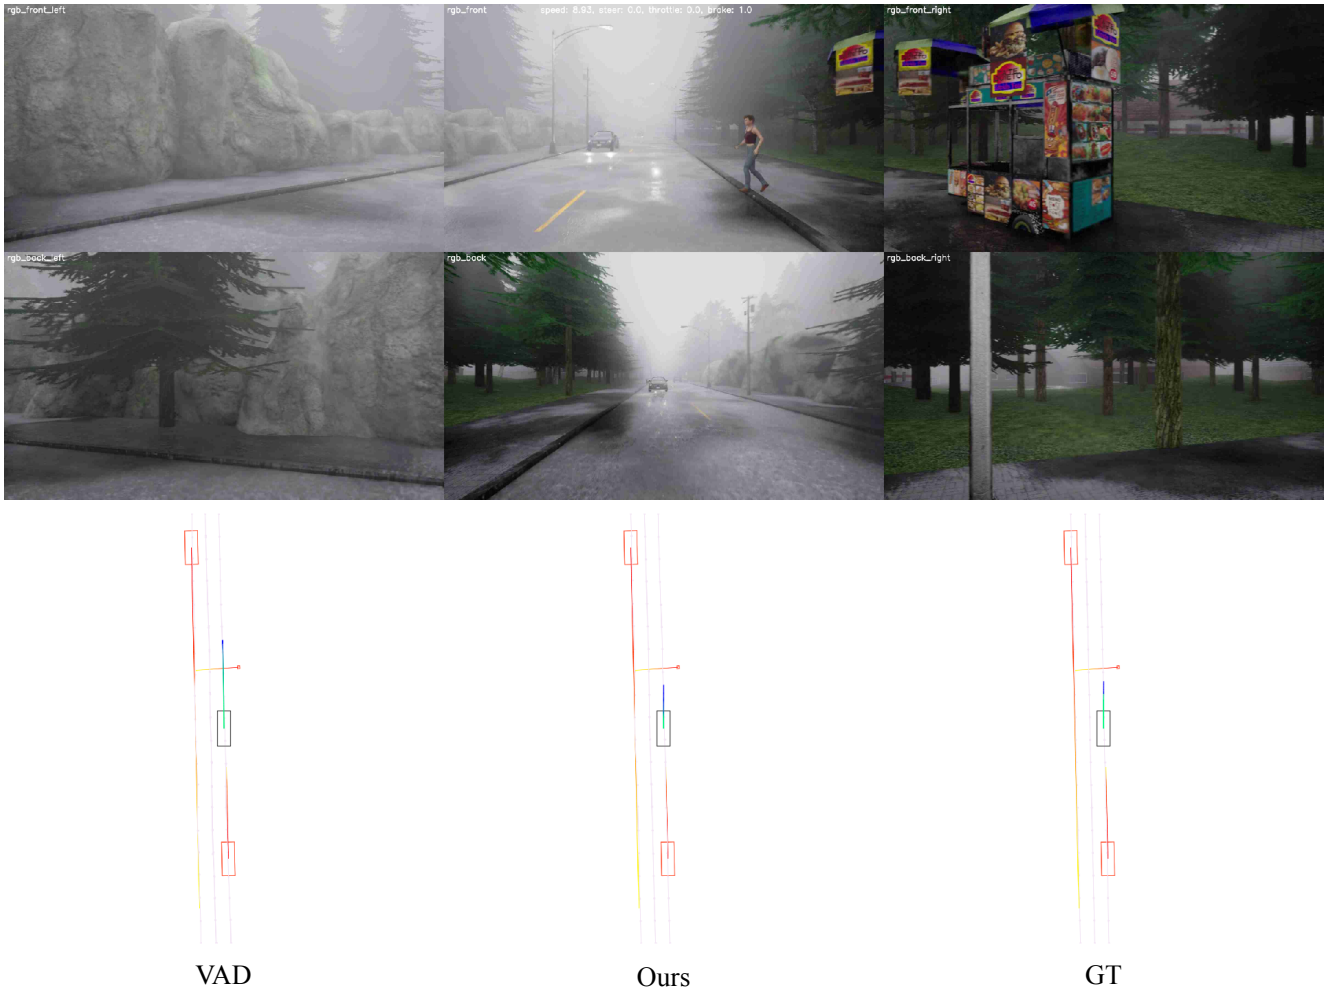 rgb_front_left
rgb_front
speed: 8.93, steer: 0.0, throttle: 0.0, brake: 1.0
rgb_front_right
rgb_back_left
rgb_back
rgb_back_right
VAD
Ours
GT